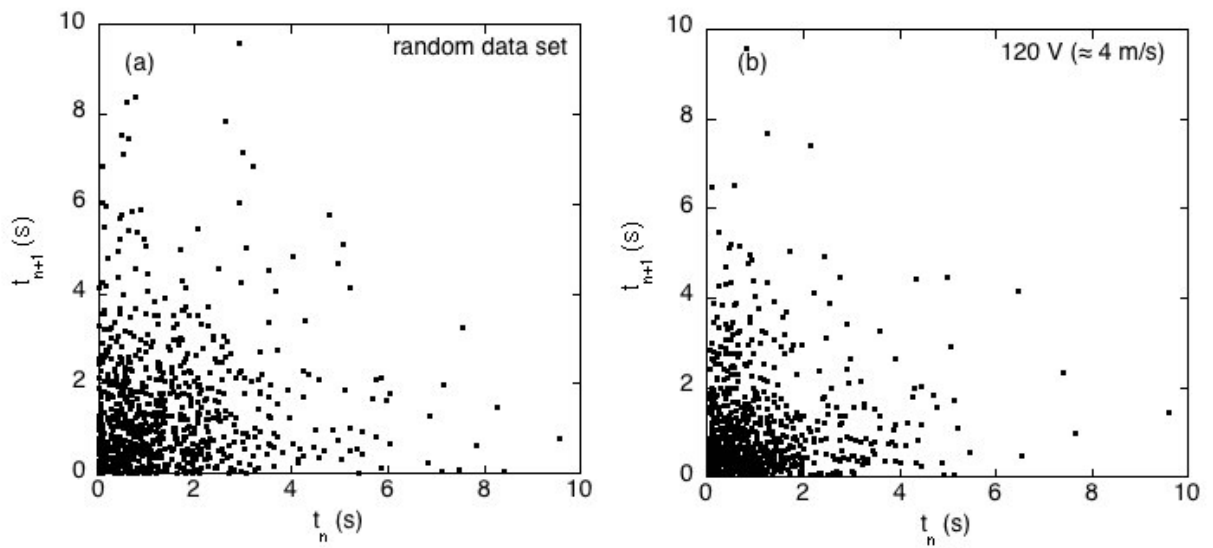 10
8
6
4
2
0
t_{n+1} (s)
(a)
random data set
0 2 4 6 8 10
t_n (s)
10
8
6
4
2
0
t_{n+1} (s)
(b)
120 V (≈ 4 m/s)
0 2 4 6 8 10
t_n (s)